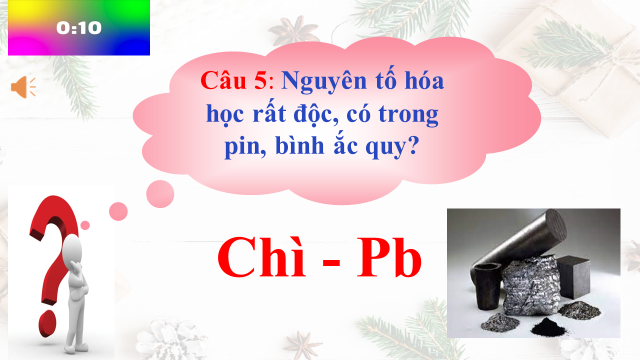 0:10
Câu 5: Nguyên tố hóa
học rất độc, có trong
pin, bình ắc quy?
Chì - Pb